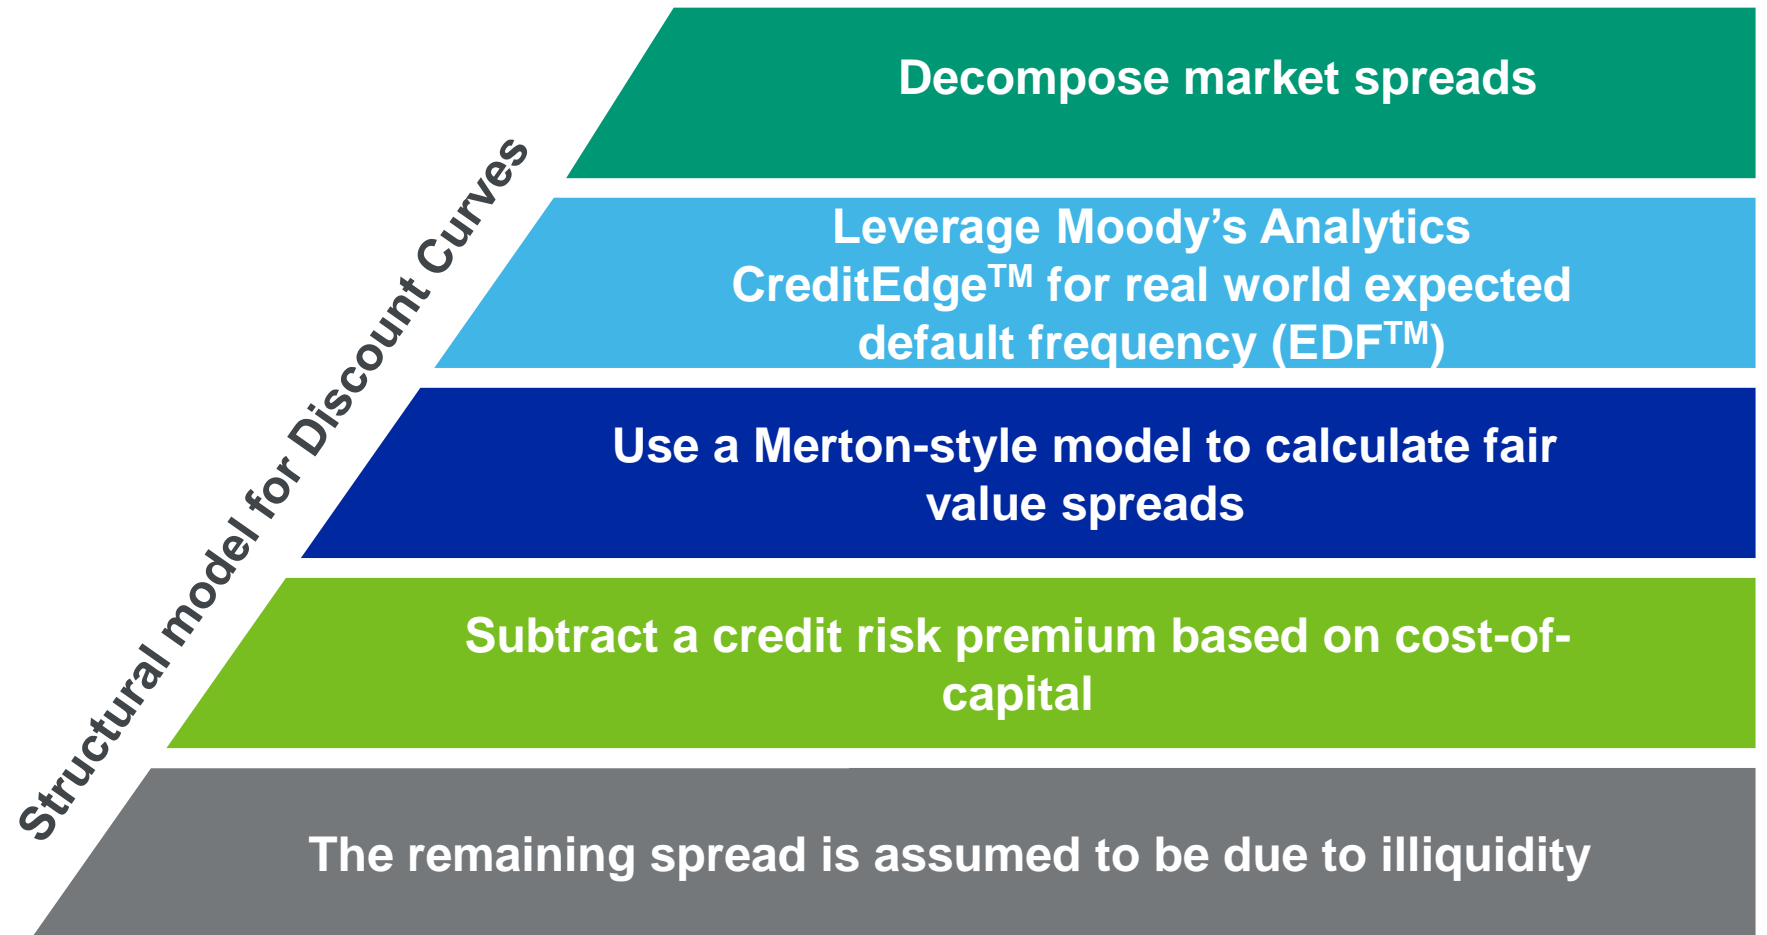 Structural model for Discount Curves
Decompose market spreads
Leverage Moody’s Analytics
CreditEdge™ for real world expected
default frequency (EDF™)
Use a Merton-style model to calculate fair
value spreads
Subtract a credit risk premium based on cost-of-
capital
The remaining spread is assumed to be due to illiquidity